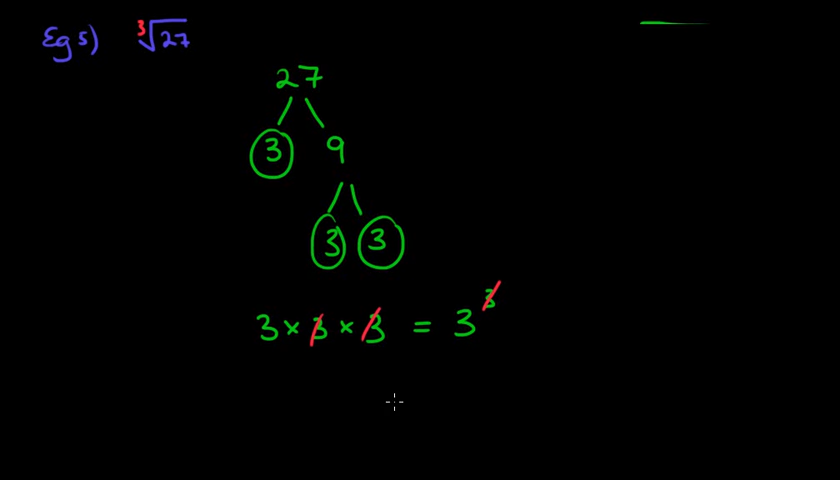 Eg 5) ∛27
27
3 9
3 3
3 × 3 × 3 = 3³